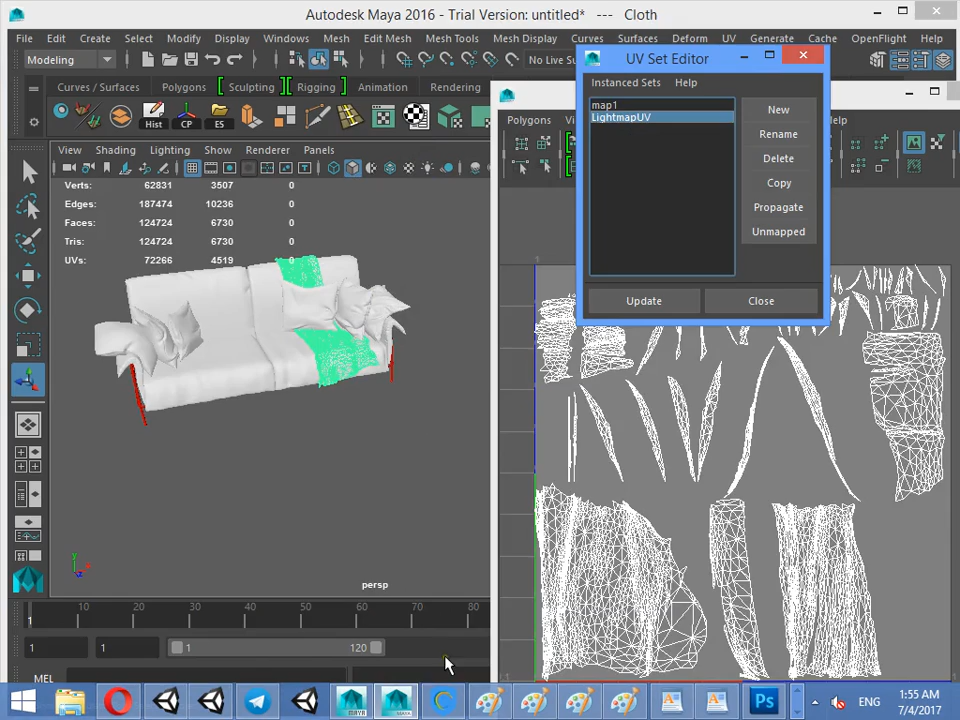 Autodesk Maya 2016 - Trial Version: untitled* --- Cloth
File Edit Create Select Modify Display Windows Mesh Edit Mesh Mesh Tools Mesh Display Curves Surfaces Deform UV Generate Cache OpenFlight Help
Modeling
No Live Su
Curves / Surfaces Polygons Sculpting Rigging Animation Rendering
Hist CP ES
View Shading Lighting Show Renderer Panels
Verts: 62831 3507 0
Edges: 187474 10236 0
Faces: 124724 6730 0
Tris: 124724 6730 0
UVs: 72266 4519 0
persp
UV Set Editor
Instanced Sets Help
map1
LightmapUV
New
Rename
Delete
Copy
Propagate
Unmapped
Update Close
Polygons
10 20 30 40 50 60 70 80
1
1 1 1 120
MEL
MAYA MAYA
Ps
ENG
1:55 AM
7/4/2017